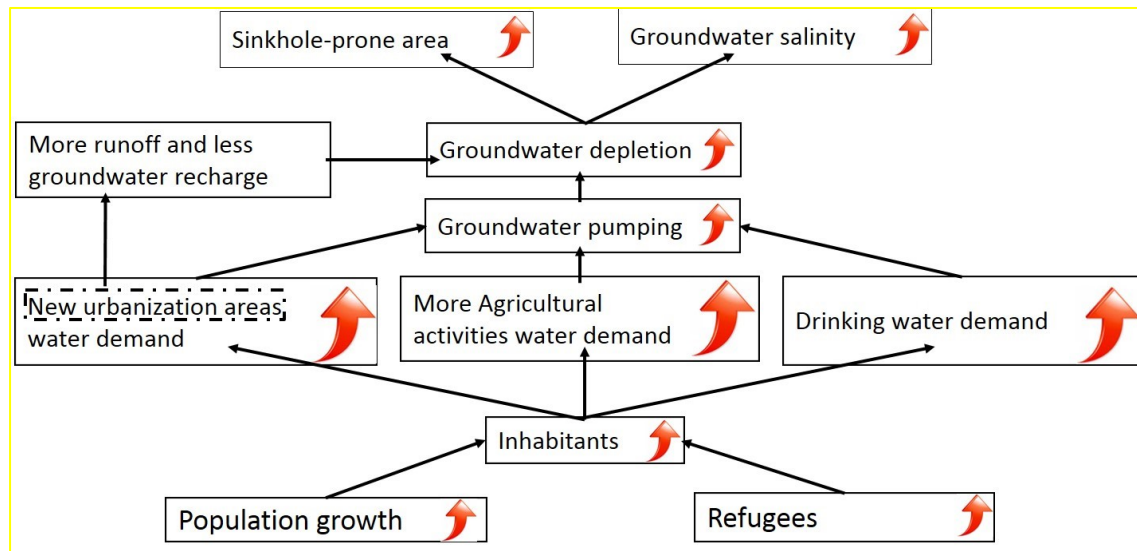 Sinkhole-prone area
Groundwater salinity
More runoff and less
groundwater recharge
Groundwater depletion
Groundwater pumping
New urbanization areas
water demand
More Agricultural
activities water demand
Drinking water demand
Inhabitants
Population growth
Refugees